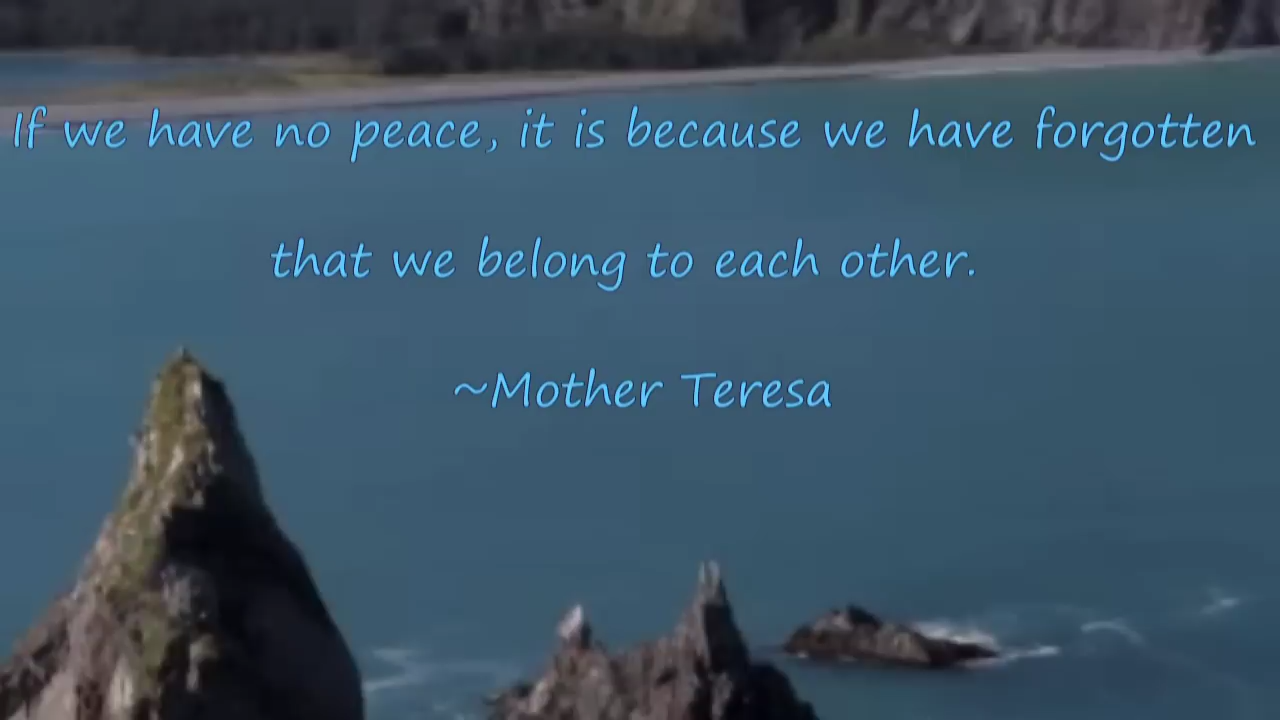 If we have no peace, it is because we have forgotten
that we belong to each other.
~Mother Teresa